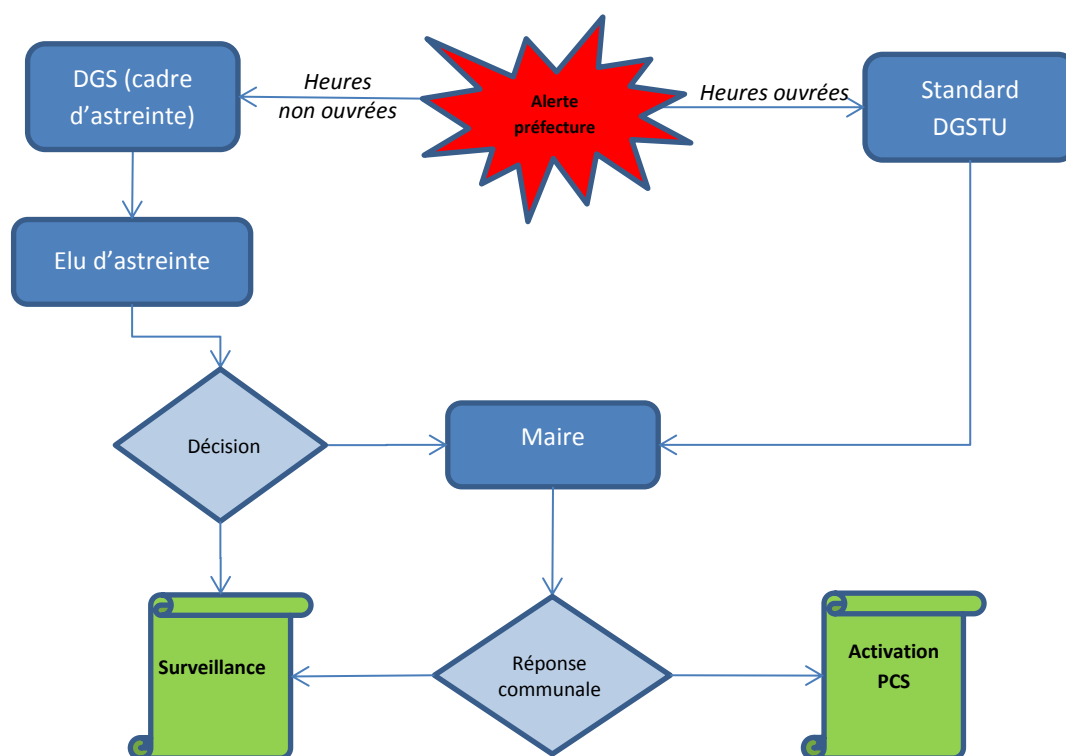 DGS (cadre
d’astreinte)
Heures
non ouvrées
Alerte
préfecture
Heures ouvrées
Standard
DGSTU
Elu d’astreinte
Décision
Maire
Surveillance
Réponse
communale
Activation
PCS